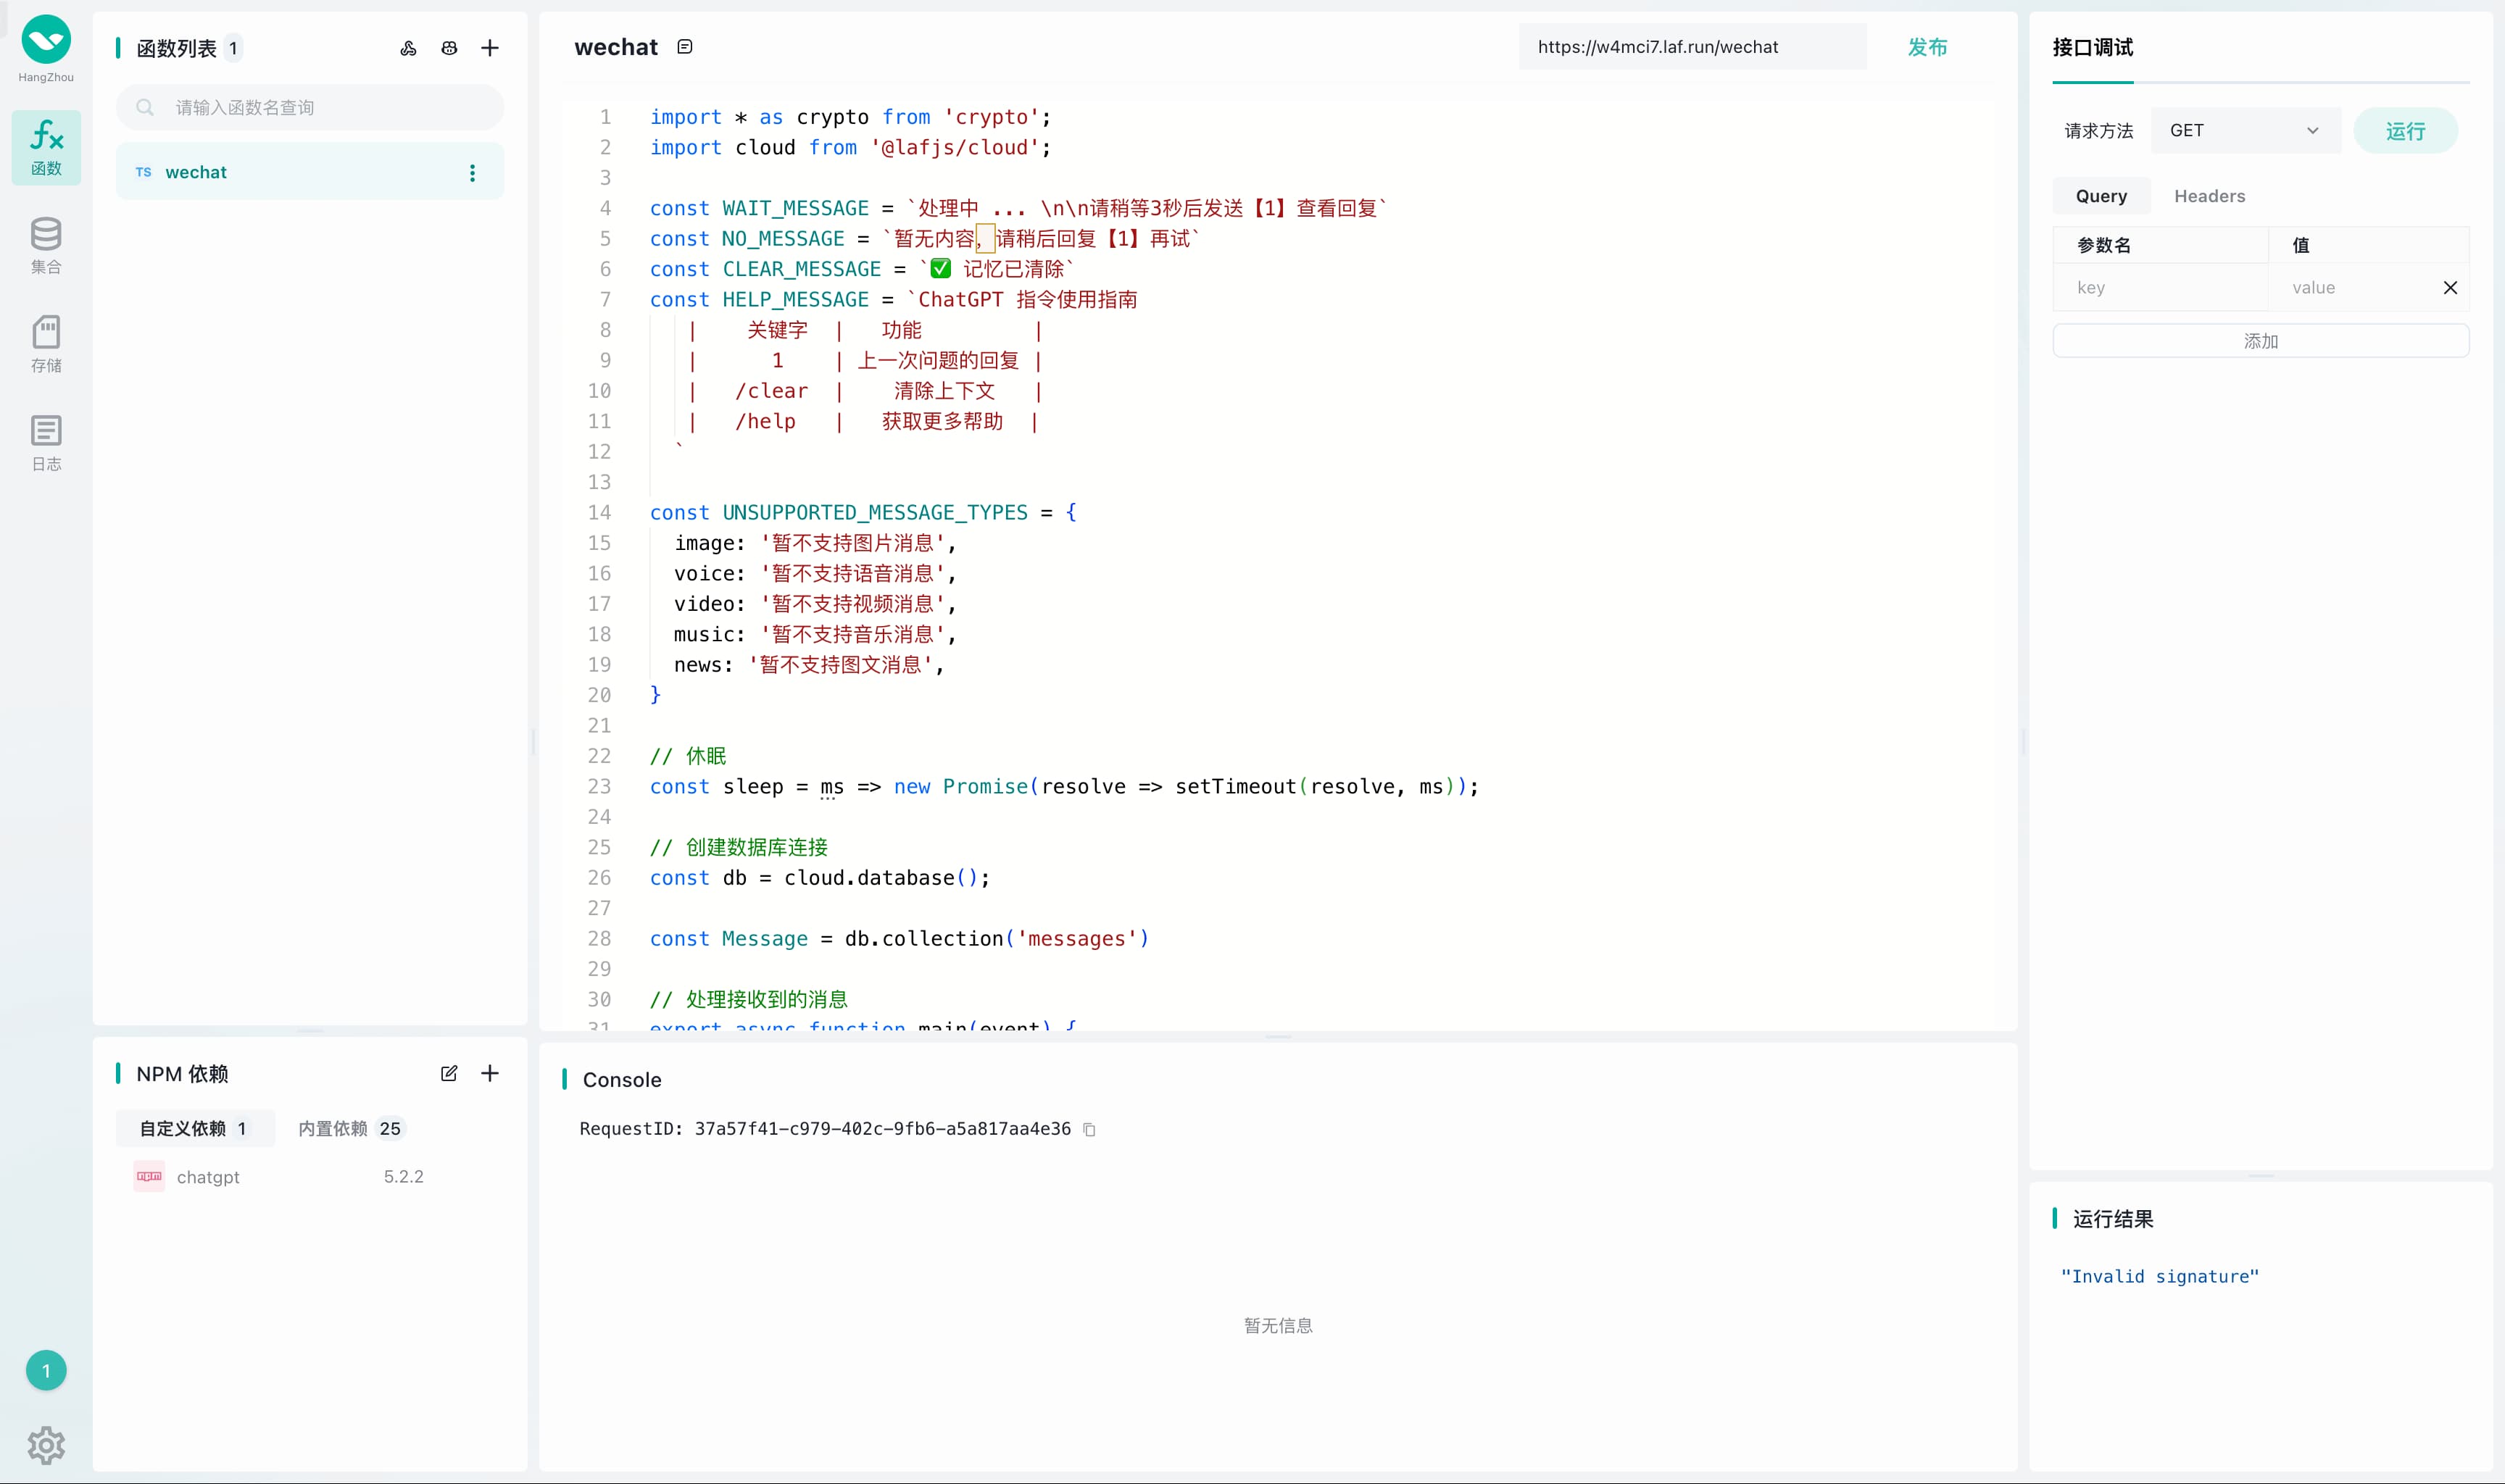 HangZhou
函数
集合
存储
日志
1
函数列表 1
请输入函数名查询
TS wechat
NPM 依赖
自定义依赖 1 内置依赖 25
npm chatgpt 5.2.2
wechat https://w4mci7.laf.run/wechat 发布
1 import * as crypto from 'crypto';
2 import cloud from '@lafjs/cloud';
3
4 const WAIT_MESSAGE = `处理中 ... \n\n请稍等3秒后发送【1】查看回复`
5 const NO_MESSAGE = `暂无内容，请稍后回复【1】再试`
6 const CLEAR_MESSAGE = `✅ 记忆已清除`
7 const HELP_MESSAGE = `ChatGPT 指令使用指南
8 | 关键字 | 功能 |
9 | 1 | 上一次问题的回复 |
10 | /clear | 清除上下文 |
11 | /help | 获取更多帮助 |
12 `
13
14 const UNSUPPORTED_MESSAGE_TYPES = {
15 image: '暂不支持图片消息',
16 voice: '暂不支持语音消息',
17 video: '暂不支持视频消息',
18 music: '暂不支持音乐消息',
19 news: '暂不支持图文消息',
20 }
21
22 // 休眠
23 const sleep = ms => new Promise(resolve => setTimeout(resolve, ms));
24
25 // 创建数据库连接
26 const db = cloud.database();
27
28 const Message = db.collection('messages')
29
30 // 处理接收到的消息
31 export async function main(event) {
Console
RequestID: 37a57f41-c979-402c-9fb6-a5a817aa4e36
暂无信息
接口调试
请求方法 GET 运行
Query Headers
参数名 值
key value
添加
运行结果
"Invalid signature"